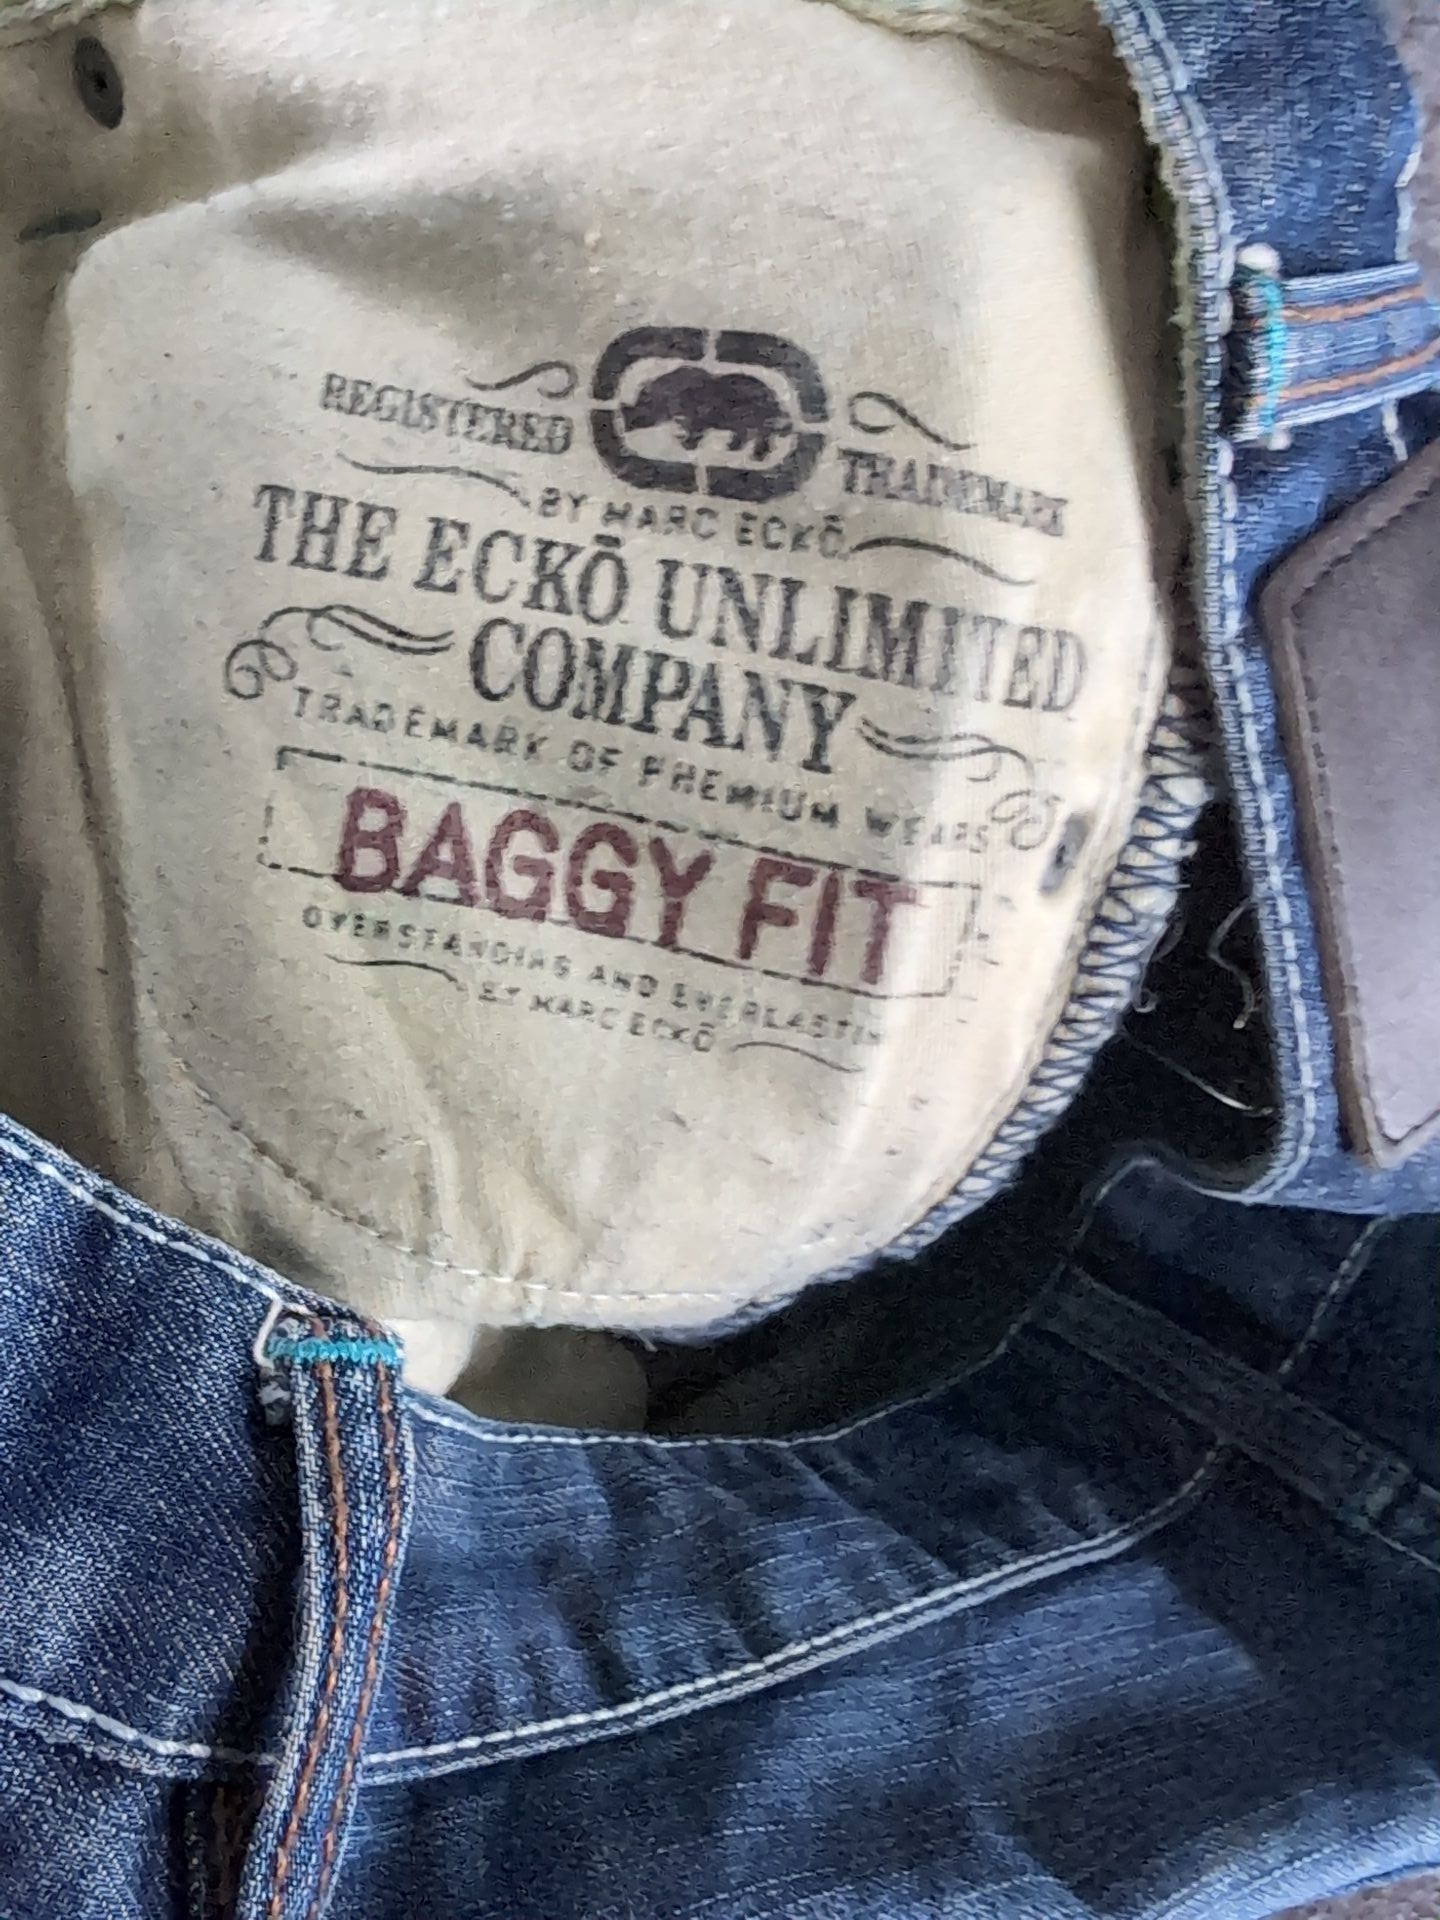 REGISTERED TRADEMARK
BY MARC ECKŌ
THE ECKŌ UNLIMITED
COMPANY
TRADEMARK OF PREMIUM WEARS
BAGGY FIT
OVERSTANDING AND EVERLASTING
BY MARC ECKŌ